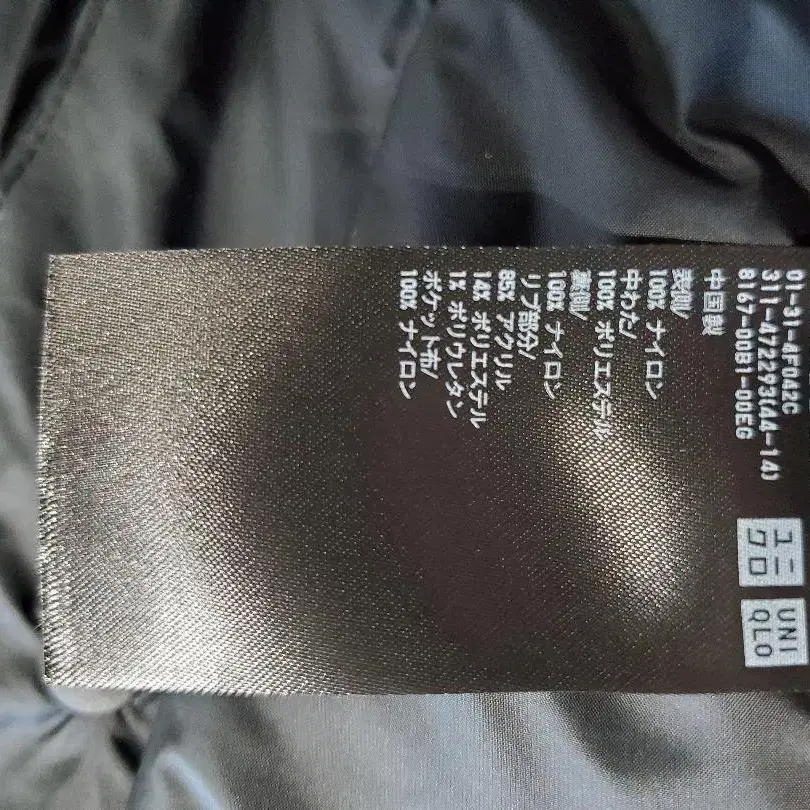 01-31-4F042C
311-472293(44-14)
8167-00B1-00EG
中国製
表側/
100% ナイロン
中わた/
100% ポリエステル
裏側/
100% ナイロン
リブ部分/
85% アクリル
14% ポリエステル
1% ポリウレタン
ポケット布/
100% ナイロン
ユニ
クロ
UNI
QLO